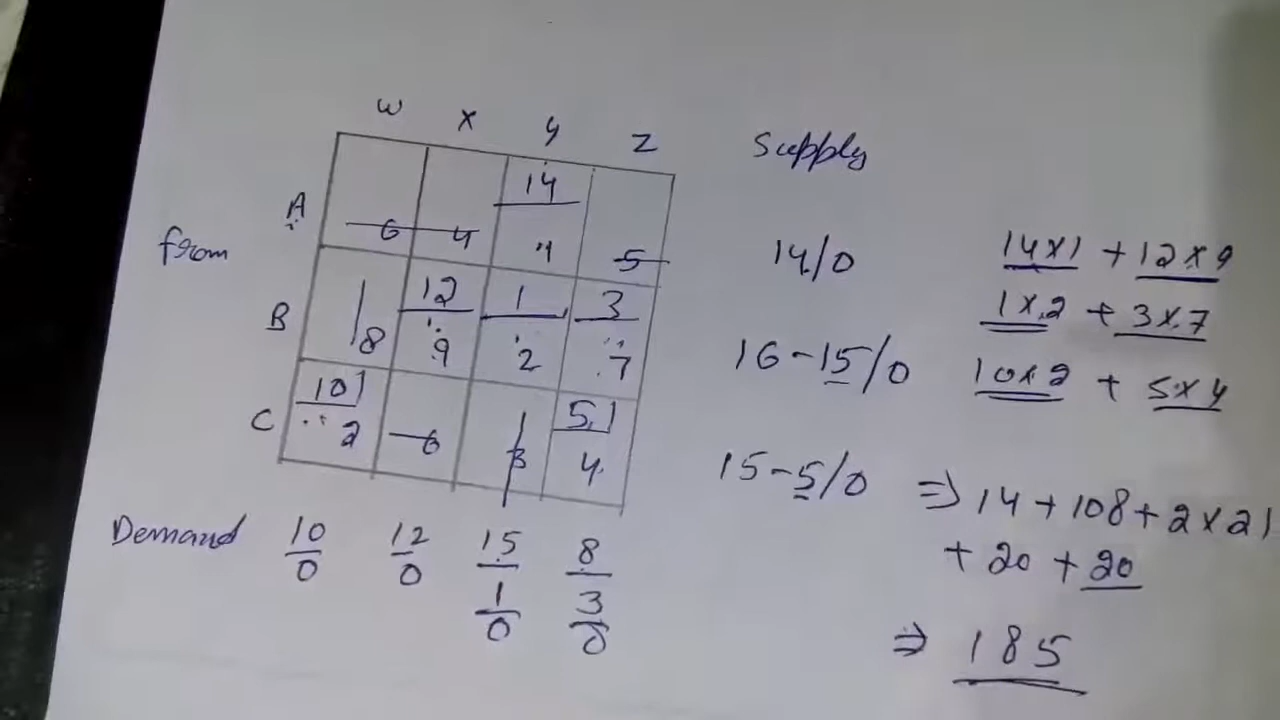 W X Y Z Supply
14
A 6 4 1 5 14/0
from
12 1 3
B 8 9 2 7 16-15/0
10 5
C 2 6 3 4 15-5/0
Demand 10 12 15 8
0 0 1 3
0 0
14x1 + 12x9
1x2 + 3x7
10x2 + 5x4
⇒ 14 + 108 + 2x21
+ 20 + 20
⇒ 185